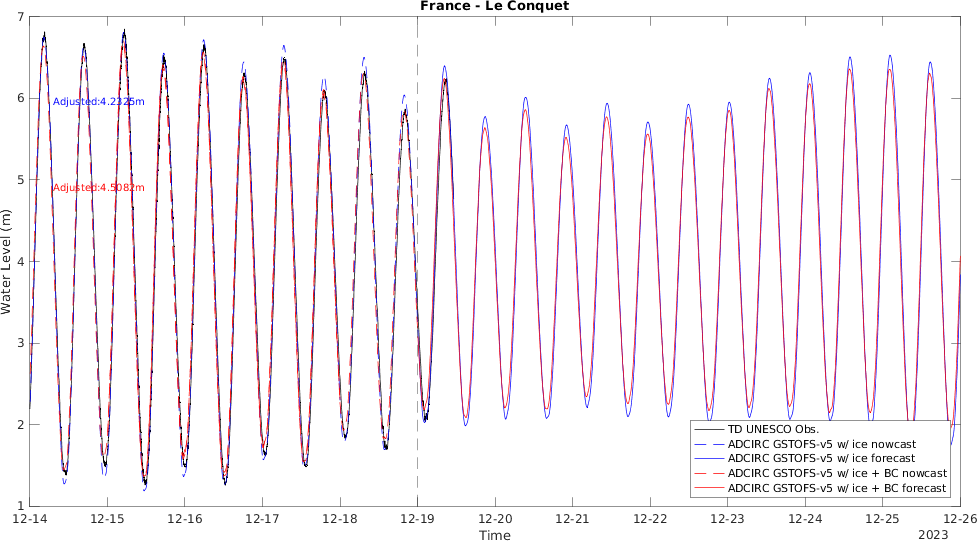 France - Le Conquet
7
6
5
4
3
2
1
Water Level (m)
Adjusted:4.2325m
Adjusted:4.5082m
TD UNESCO Obs.
ADCIRC GSTOFS-v5 w/ ice nowcast
ADCIRC GSTOFS-v5 w/ ice forecast
ADCIRC GSTOFS-v5 w/ ice + BC nowcast
ADCIRC GSTOFS-v5 w/ ice + BC forecast
12-14 12-15 12-16 12-17 12-18 12-19 12-20 12-21 12-22 12-23 12-24 12-25 12-26
Time
2023